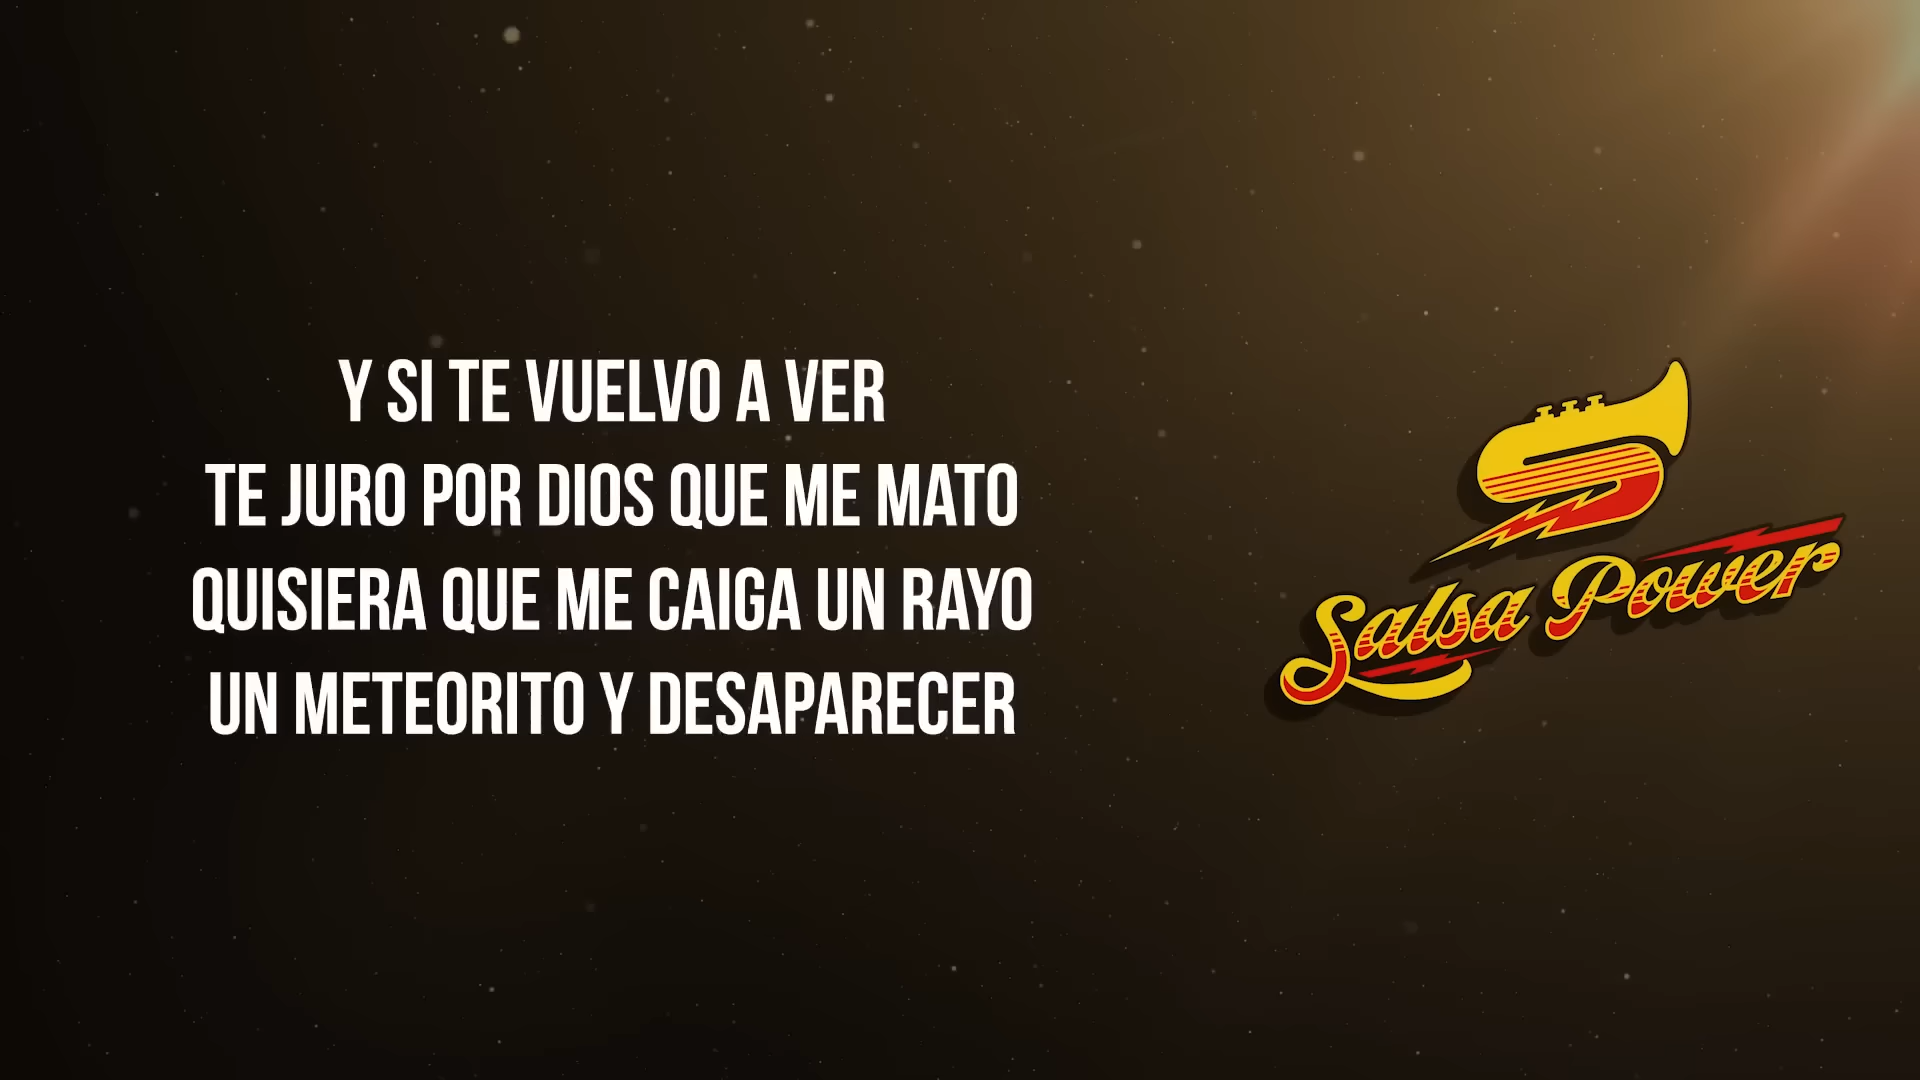 Y SI TE VUELVO A VER
TE JURO POR DIOS QUE ME MATO
QUISIERA QUE ME CAIGA UN RAYO
UN METEORITO Y DESAPARECER
Salsa Power